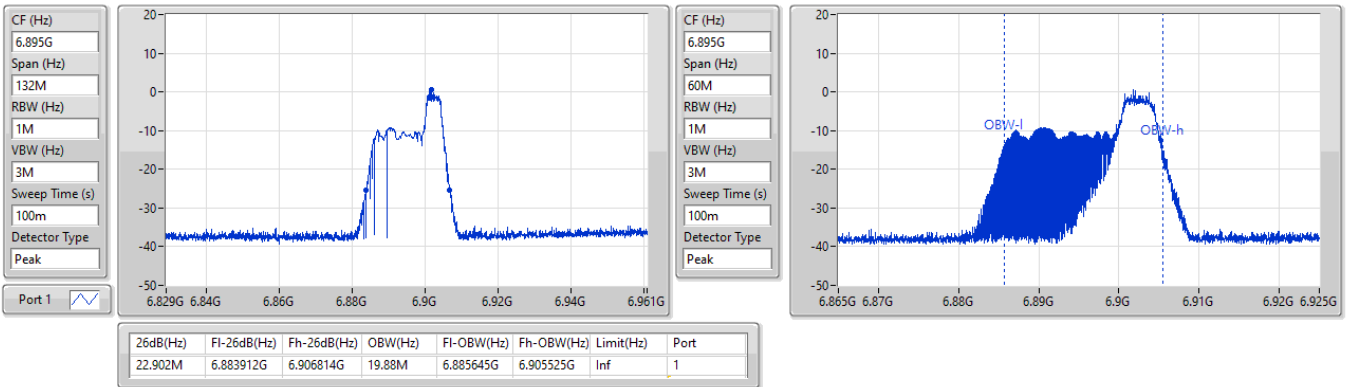 CF (Hz)
6.895G
Span (Hz)
132M
RBW (Hz)
1M
VBW (Hz)
3M
Sweep Time (s)
100m
Detector Type
Peak
Port 1
20
10
0
-10
-20
-30
-40
-50
6.829G 6.84G 6.86G 6.88G 6.9G 6.92G 6.94G 6.961G
CF (Hz)
6.895G
Span (Hz)
60M
RBW (Hz)
1M
VBW (Hz)
3M
Sweep Time (s)
100m
Detector Type
Peak
20
10
0
-10
-20
-30
-40
-50
OBW-l
OBW-h
6.865G 6.87G 6.88G 6.89G 6.9G 6.91G 6.92G 6.925G
26dB(Hz) Fl-26dB(Hz) Fh-26dB(Hz) OBW(Hz) Fl-OBW(Hz) Fh-OBW(Hz) Limit(Hz) Port
22.902M 6.883912G 6.906814G 19.88M 6.885645G 6.905525G Inf 1